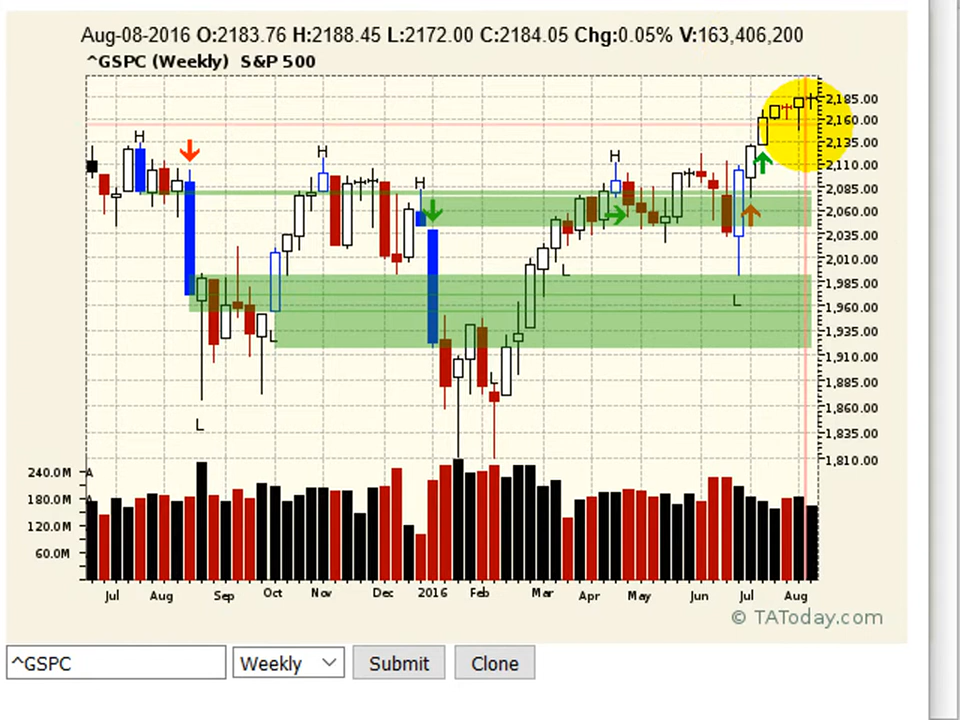 Aug-08-2016 O:2183.76 H:2188.45 L:2172.00 C:2184.05 Chg:0.05% V:163,406,200
^GSPC (Weekly) S&P 500
2,185.00
2,160.00
2,135.00
2,110.00
2,085.00
2,060.00
2,035.00
2,010.00
1,985.00
1,960.00
1,935.00
1,910.00
1,885.00
1,860.00
1,835.00
1,810.00
H
H
H
H
L
L
L
L
L
240.0M A
180.0M A
120.0M
60.0M
Jul Aug Sep Oct Nov Dec 2016 Feb Mar Apr May Jun Jul Aug
© TAToday.com
^GSPC Weekly Submit Clone